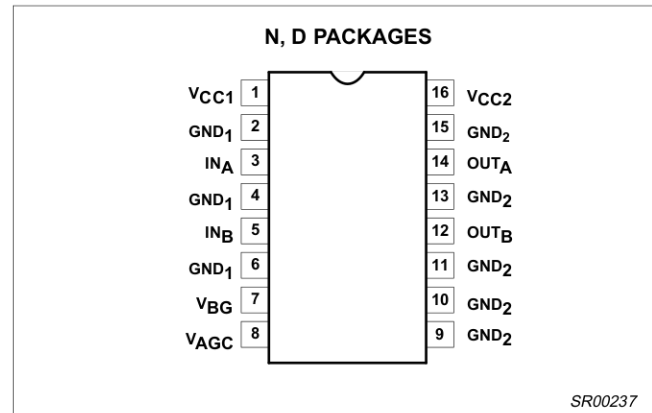 N, D PACKAGES
VCC1 1 16 VCC2
GND1 2 15 GND2
INA 3 14 OUTA
GND1 4 13 GND2
INB 5 12 OUTB
GND1 6 11 GND2
VBG 7 10 GND2
VAGC 8 9 GND2
SR00237